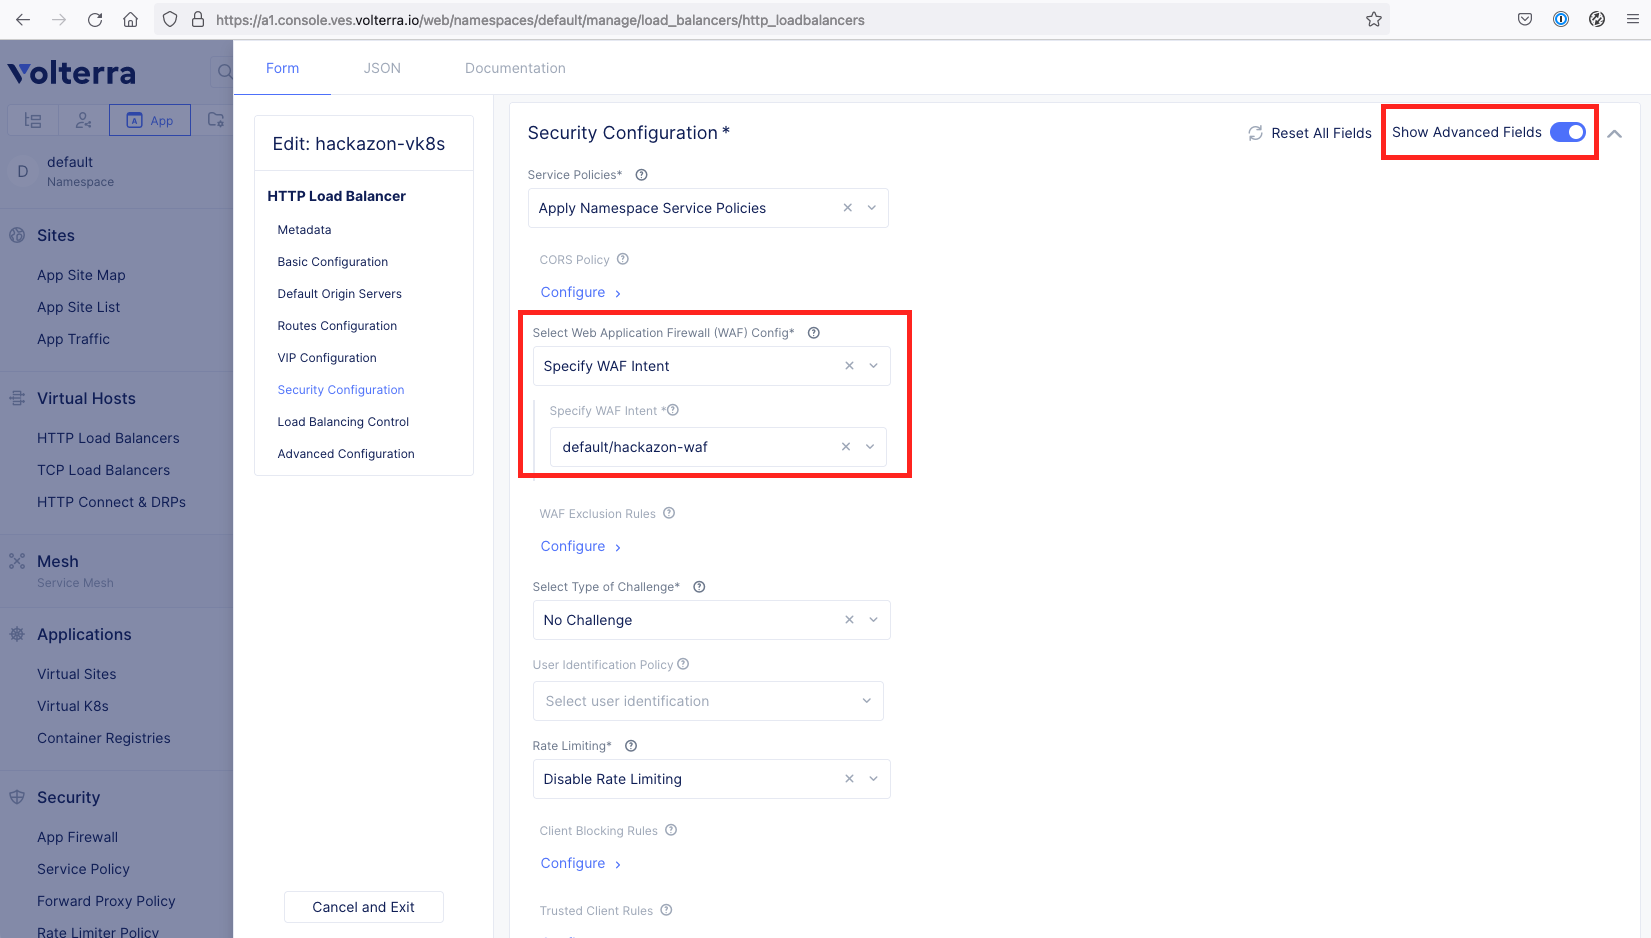 https://a1.console.ves.volterra.io/web/namespaces/default/manage/load_balancers/http_loadbalancers
Volterra
App
D
default
Namespace
Sites
App Site Map
App Site List
App Traffic
Virtual Hosts
HTTP Load Balancers
TCP Load Balancers
HTTP Connect & DRPs
Mesh
Service Mesh
Applications
Virtual Sites
Virtual K8s
Container Registries
Security
App Firewall
Service Policy
Forward Proxy Policy
Rate Limiter Policy
Form
JSON
Documentation
Edit: hackazon-vk8s
HTTP Load Balancer
Metadata
Basic Configuration
Default Origin Servers
Routes Configuration
VIP Configuration
Security Configuration
Load Balancing Control
Advanced Configuration
Cancel and Exit
Security Configuration *
Reset All Fields
Show Advanced Fields
Service Policies*
Apply Namespace Service Policies
CORS Policy
Configure
Select Web Application Firewall (WAF) Config*
Specify WAF Intent
Specify WAF Intent *
default/hackazon-waf
WAF Exclusion Rules
Configure
Select Type of Challenge*
No Challenge
User Identification Policy
Select user identification
Rate Limiting*
Disable Rate Limiting
Client Blocking Rules
Configure
Trusted Client Rules